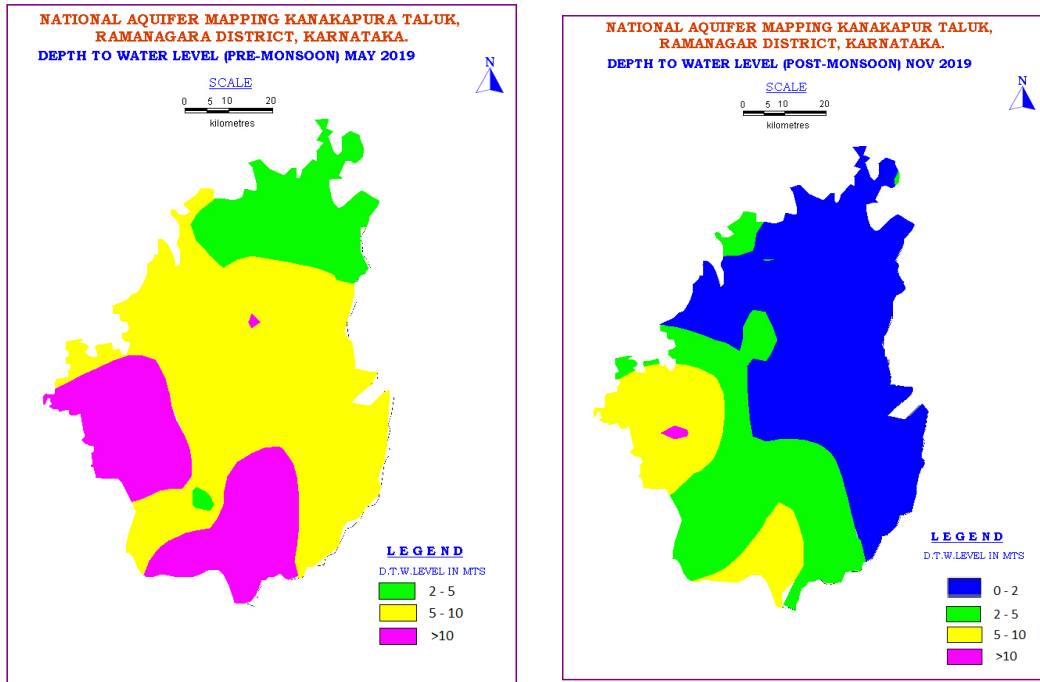 NATIONAL AQUIFER MAPPING KANAKAPURA TALUK,
RAMANAGARA DISTRICT, KARNATAKA.
DEPTH TO WATER LEVEL (PRE-MONSOON) MAY 2019
N
SCALE
0 5 10 20
kilometres
LEGEND
D.T.W.LEVEL IN MTS
2 - 5
5 - 10
>10
NATIONAL AQUIFER MAPPING KANAKAPUR TALUK,
RAMANAGAR DISTRICT, KARNATAKA.
DEPTH TO WATER LEVEL (POST-MONSOON) NOV 2019
N
SCALE
0 5 10 20
kilometres
LEGEND
D.T.W.LEVEL IN MTS
0 - 2
2 - 5
5 - 10
>10